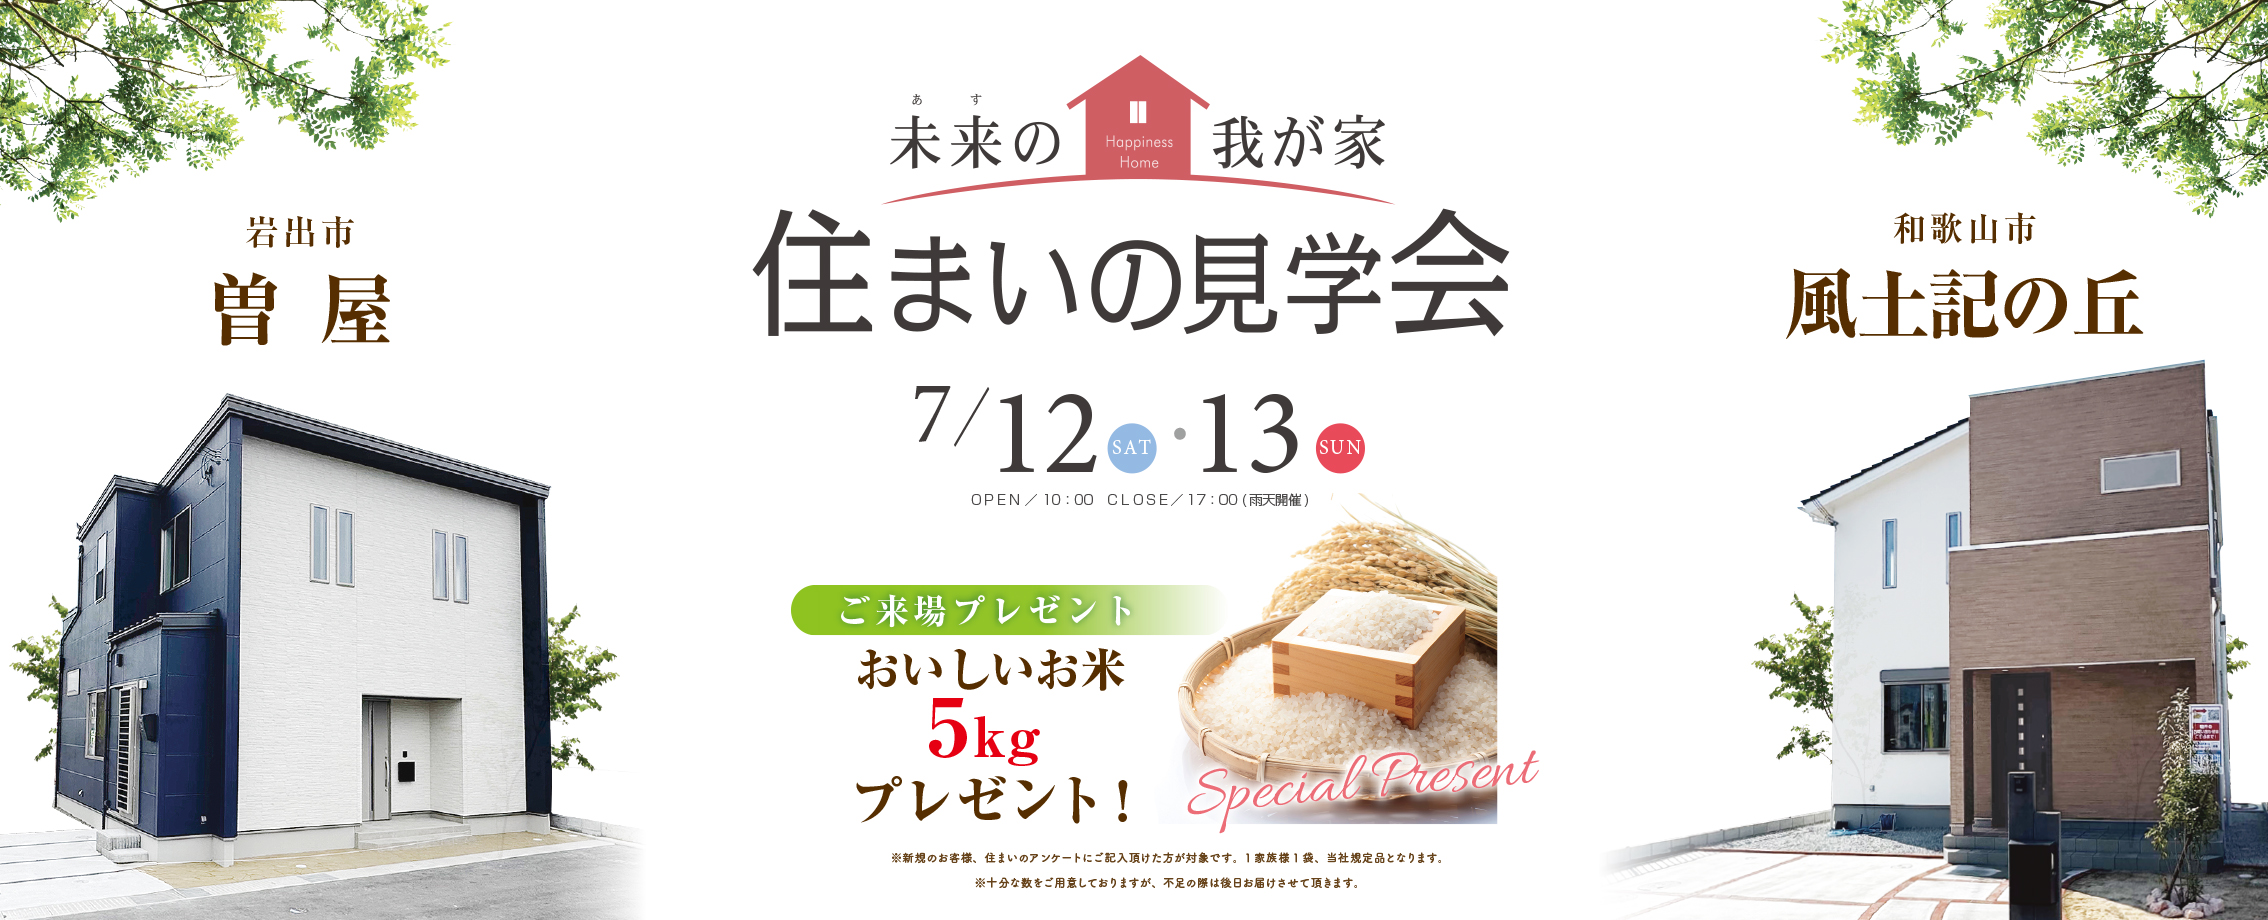 あす
未来の我が家
Happiness
Home
住まいの見学会
岩出市
曽屋
和歌山市
風土記の丘
7/12 SAT・13 SUN
OPEN／10：00 CLOSE／17：00(雨天開催)
ご来場プレゼント
おいしいお米
5kg
プレゼント！
Special Present
※新規のお客様、住まいのアンケートにご記入頂けた方が対象です。1家族様1袋、当社規定品となります。
※十分な数をご用意しておりますが、不足の際は後日お届けさせて頂きます。